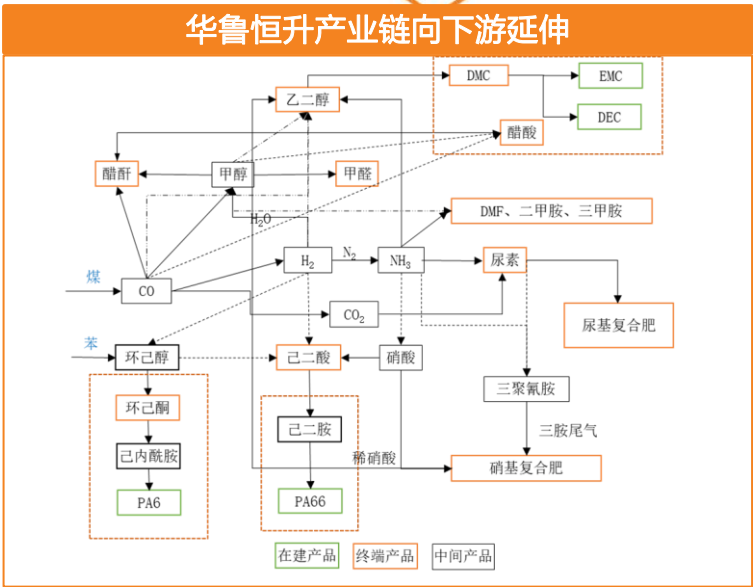 华鲁恒升产业链向下游延伸
DMC
EMC
乙二醇
DEC
醋酸
醋酐
甲醇
甲醛
DMF、二甲胺、三甲胺
H₂O
煤
CO
H₂
N₂
NH₃
尿素
CO₂
尿基复合肥
苯
环己醇
己二酸
硝酸
三聚氰胺
环己酮
己二胺
三胺尾气
己内酰胺
稀硝酸
硝基复合肥
PA6
PA66
在建产品
终端产品
中间产品